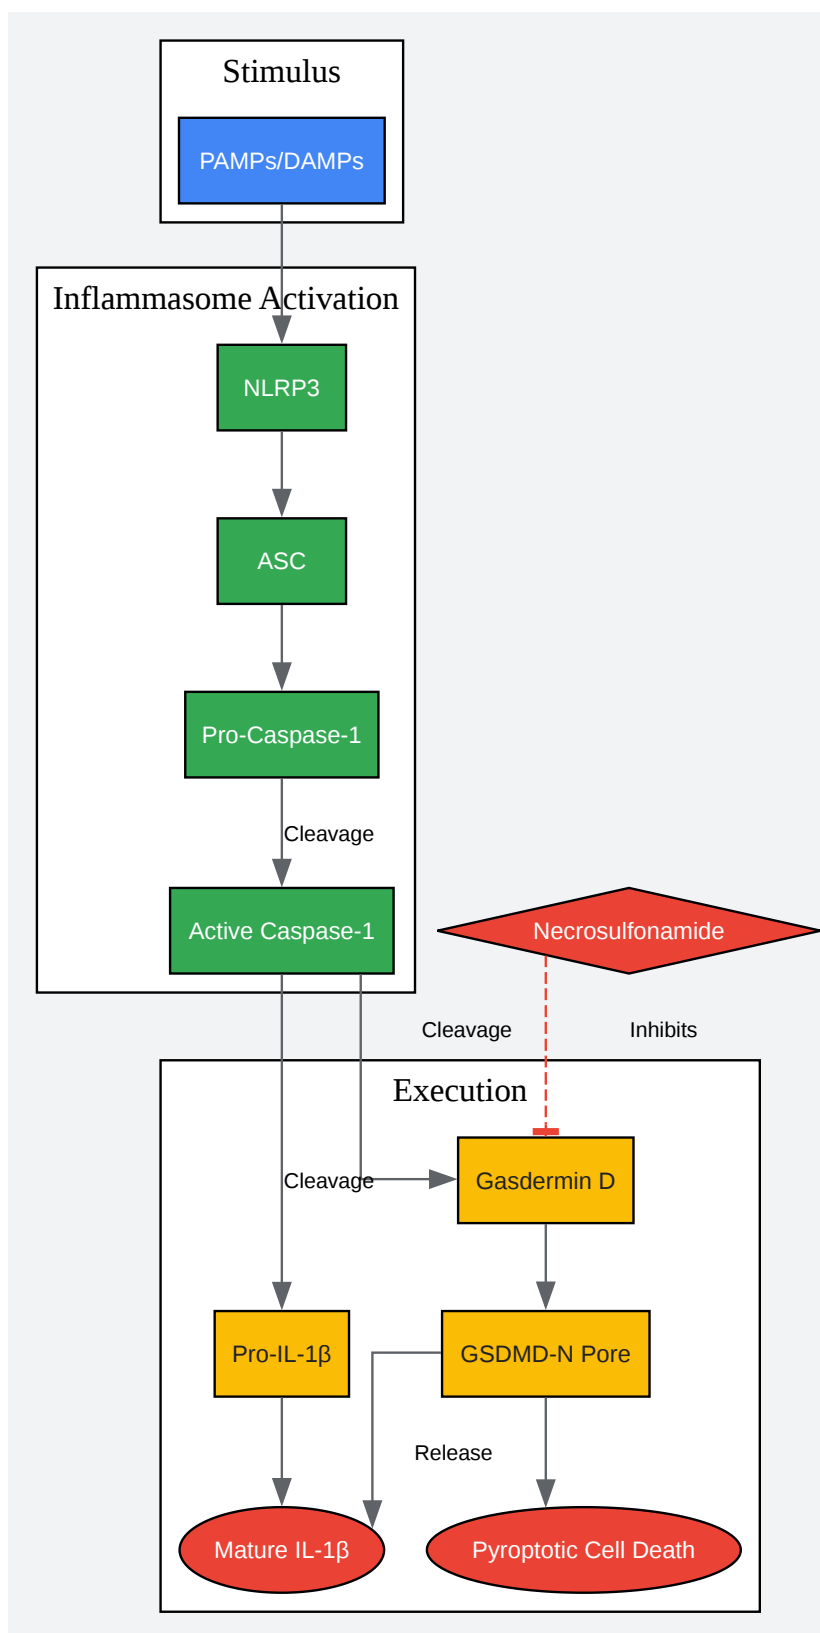 Stimulus
PAMPs/DAMPs
Inflammasome Activation
NLRP3
ASC
Pro-Caspase-1
Cleavage
Active Caspase-1
Necrosulfonamide
Cleavage
Inhibits
Execution
Cleavage
Gasdermin D
Pro-IL-1β
GSDMD-N Pore
Release
Mature IL-1β
Pyroptotic Cell Death